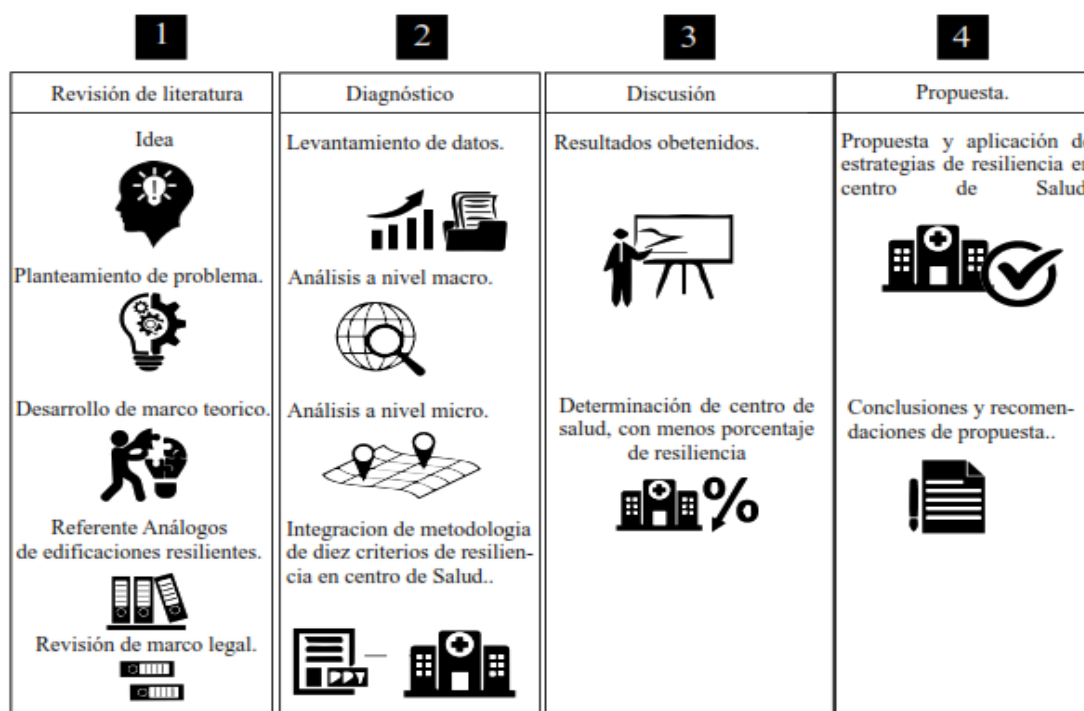 1
Revisión de literatura
Idea
Planteamiento de problema.
Desarrollo de marco teorico.
Referente Análogos
de edificaciones resilientes.
Revisión de marco legal.
2
Diagnóstico
Levantamiento de datos.
Análisis a nivel macro.
Análisis a nivel micro.
Integracion de metodologia
de diez criterios de resilien-
cia en centro de Salud..
3
Discusión
Resultados obetenidos.
Determinación de centro de
salud, con menos porcentaje
de resiliencia
%
4
Propuesta.
Propuesta y aplicación de
estrategias de resiliencia en
centro de Salud
Conclusiones y recomen-
daciones de propuesta..